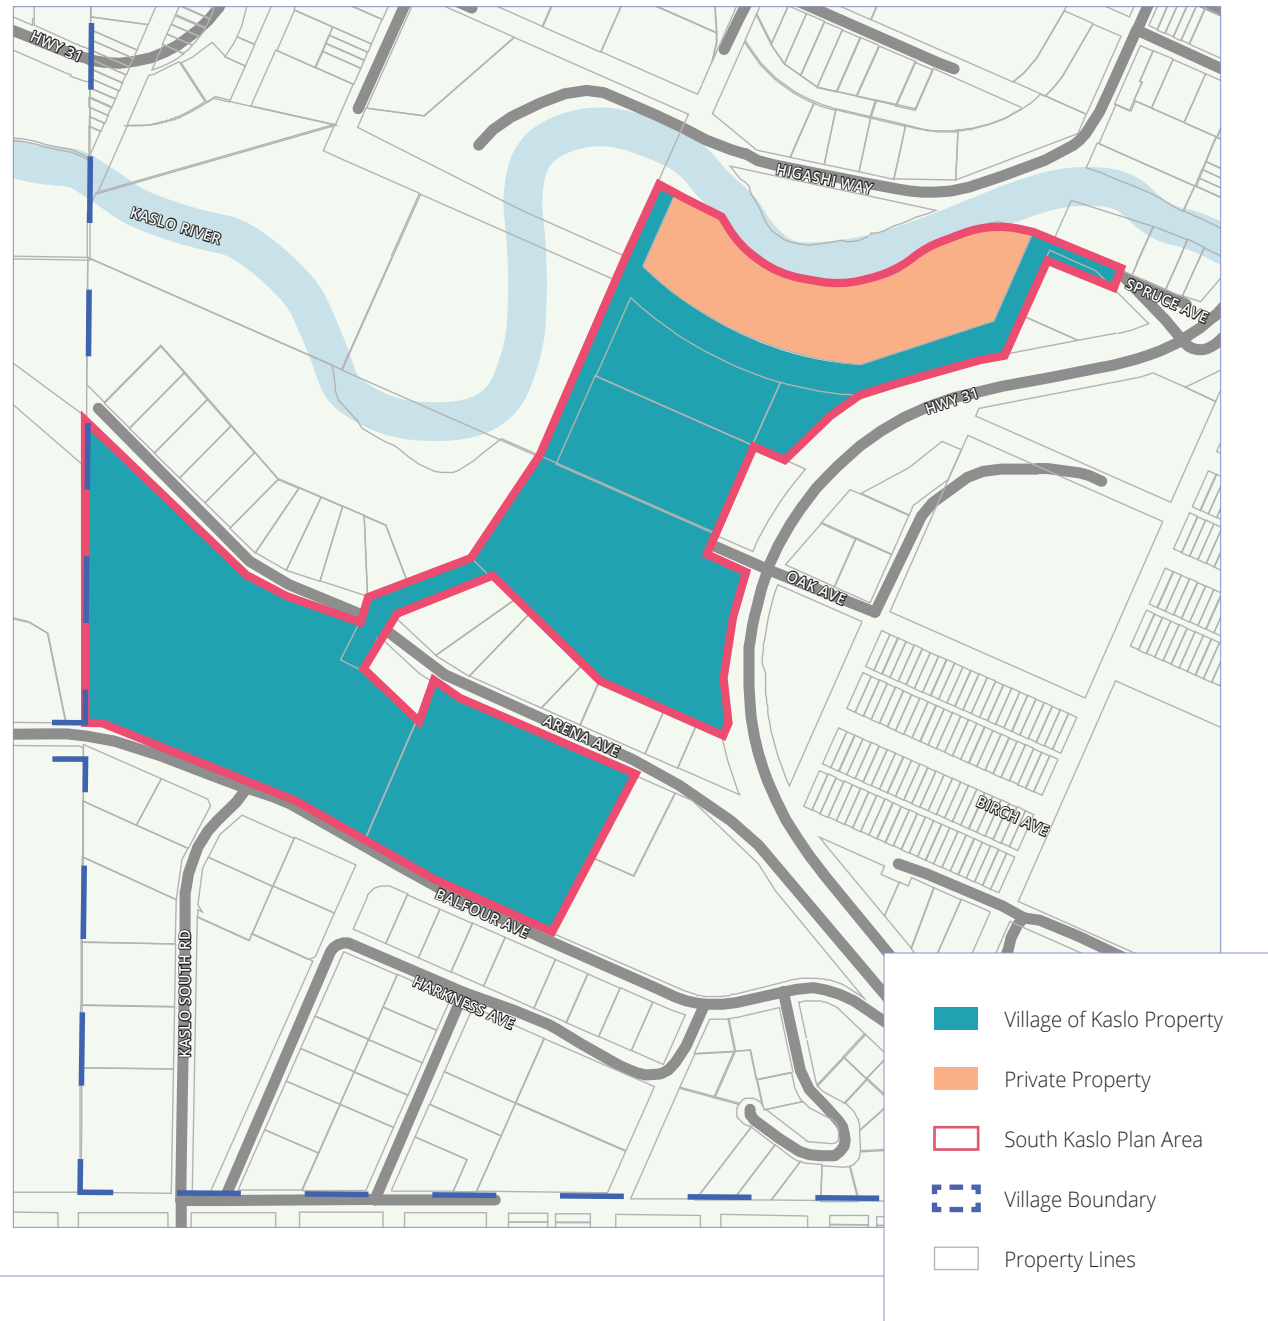 HWY 31
KASLO RIVER
HIGASHI WAY
SPRUCE AVE
HWY 31
OAK AVE
ARENA AVE
BIRCH AVE
BALFOUR AVE
KASLO SOUTH RD
HARKNESS AVE
Village of Kaslo Property
Private Property
South Kaslo Plan Area
Village Boundary
Property Lines